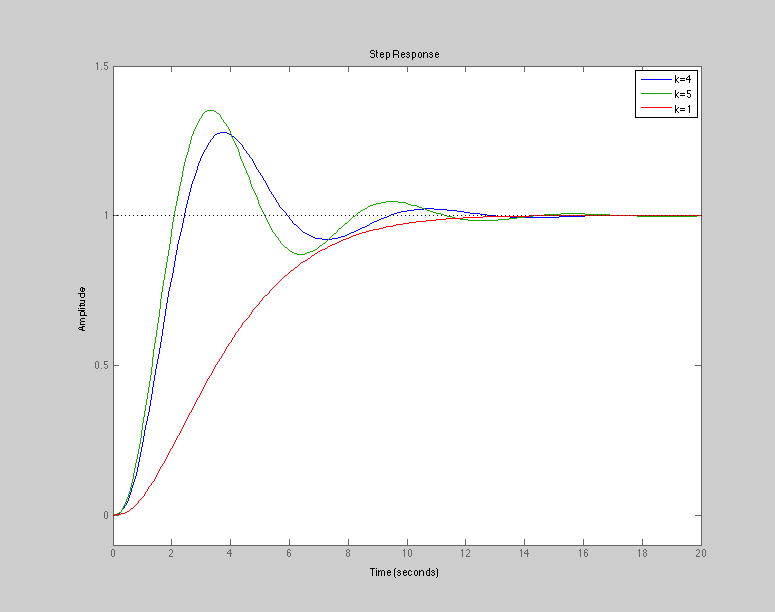 Step Response
k=4
k=5
k=1
1.5
1
0.5
0
Amplitude
0 2 4 6 8 10 12 14 16 18 20
Time (seconds)